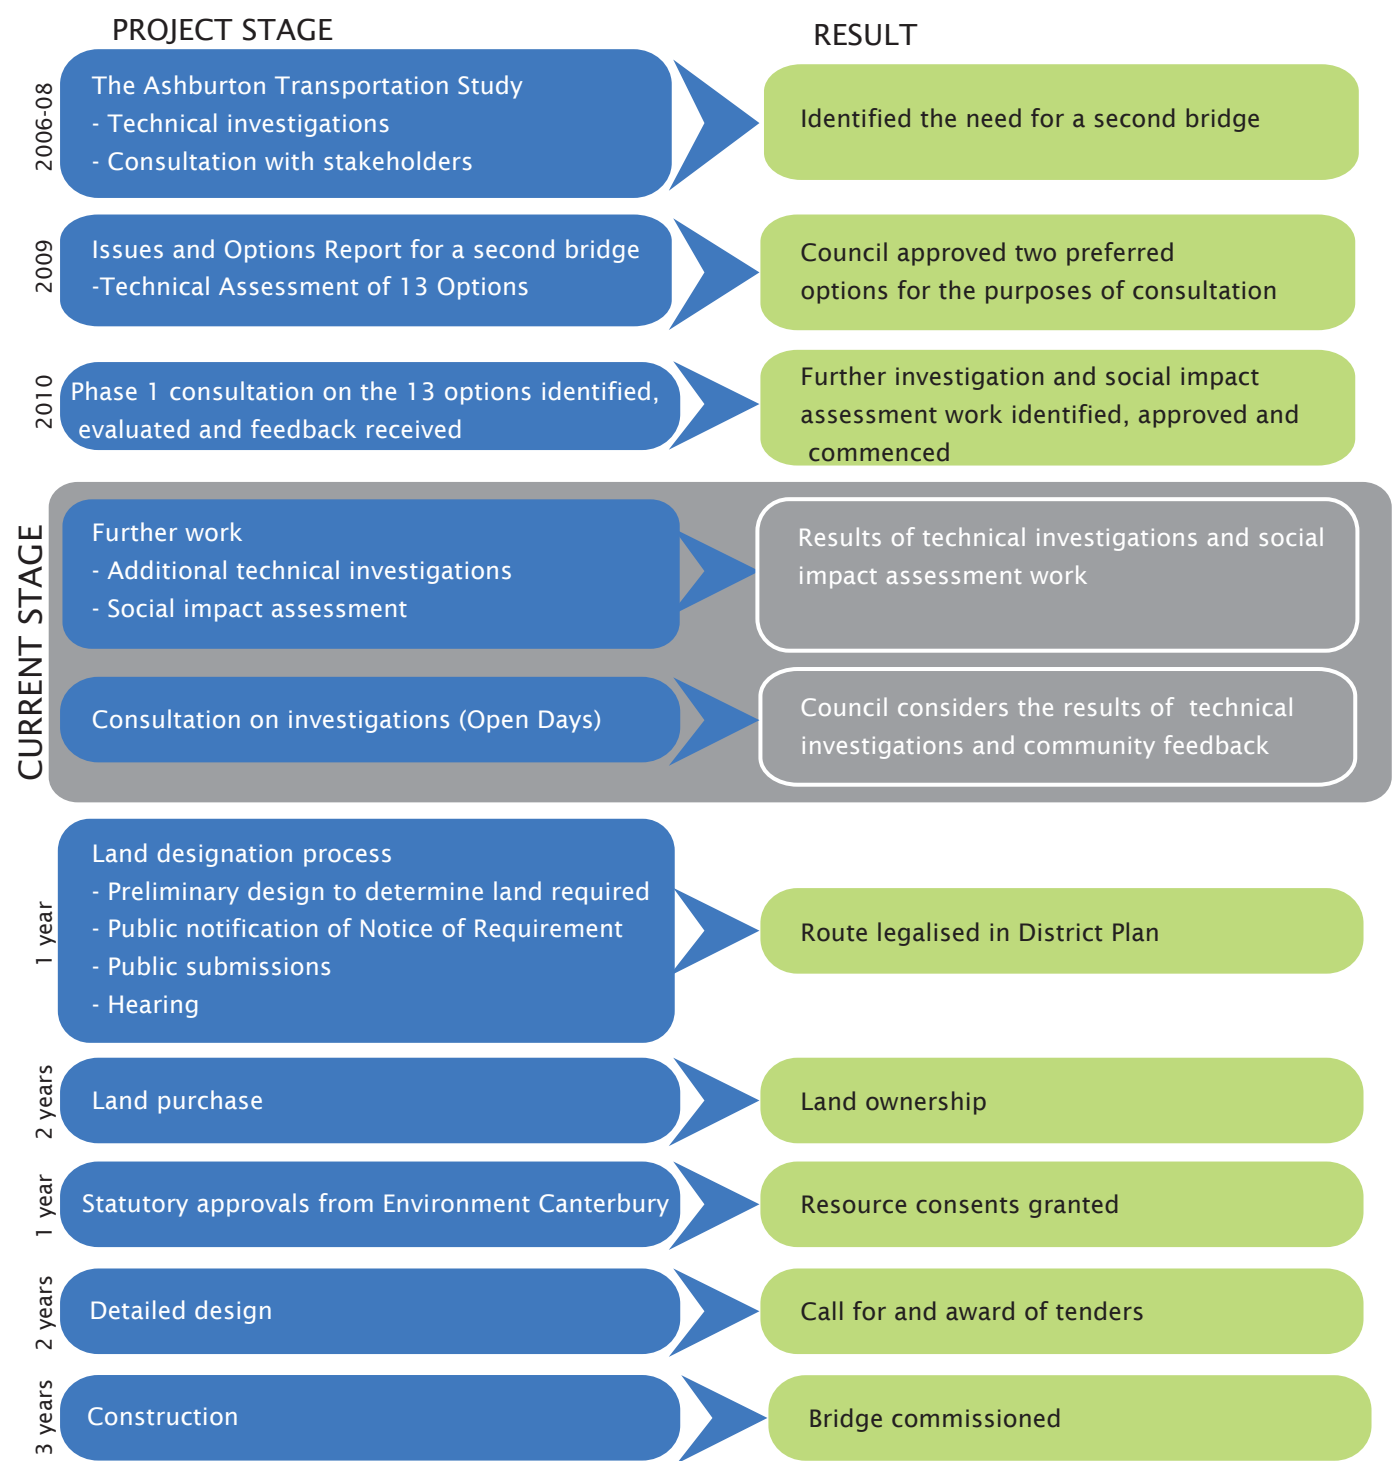 PROJECT STAGE
RESULT
2006-08
The Ashburton Transportation Study
- Technical investigations
- Consultation with stakeholders
Identified the need for a second bridge
2009
Issues and Options Report for a second bridge
-Technical Assessment of 13 Options
Council approved two preferred
options for the purposes of consultation
2010
Phase 1 consultation on the 13 options identified,
evaluated and feedback received
Further investigation and social impact
assessment work identified, approved and
commenced
CURRENT STAGE
Further work
- Additional technical investigations
- Social impact assessment
Results of technical investigations and social
impact assessment work
Consultation on investigations (Open Days)
Council considers the results of technical
investigations and community feedback
1 year
Land designation process
- Preliminary design to determine land required
- Public notification of Notice of Requirement
- Public submissions
- Hearing
Route legalised in District Plan
2 years
Land purchase
Land ownership
1 year
Statutory approvals from Environment Canterbury
Resource consents granted
2 years
Detailed design
Call for and award of tenders
3 years
Construction
Bridge commissioned